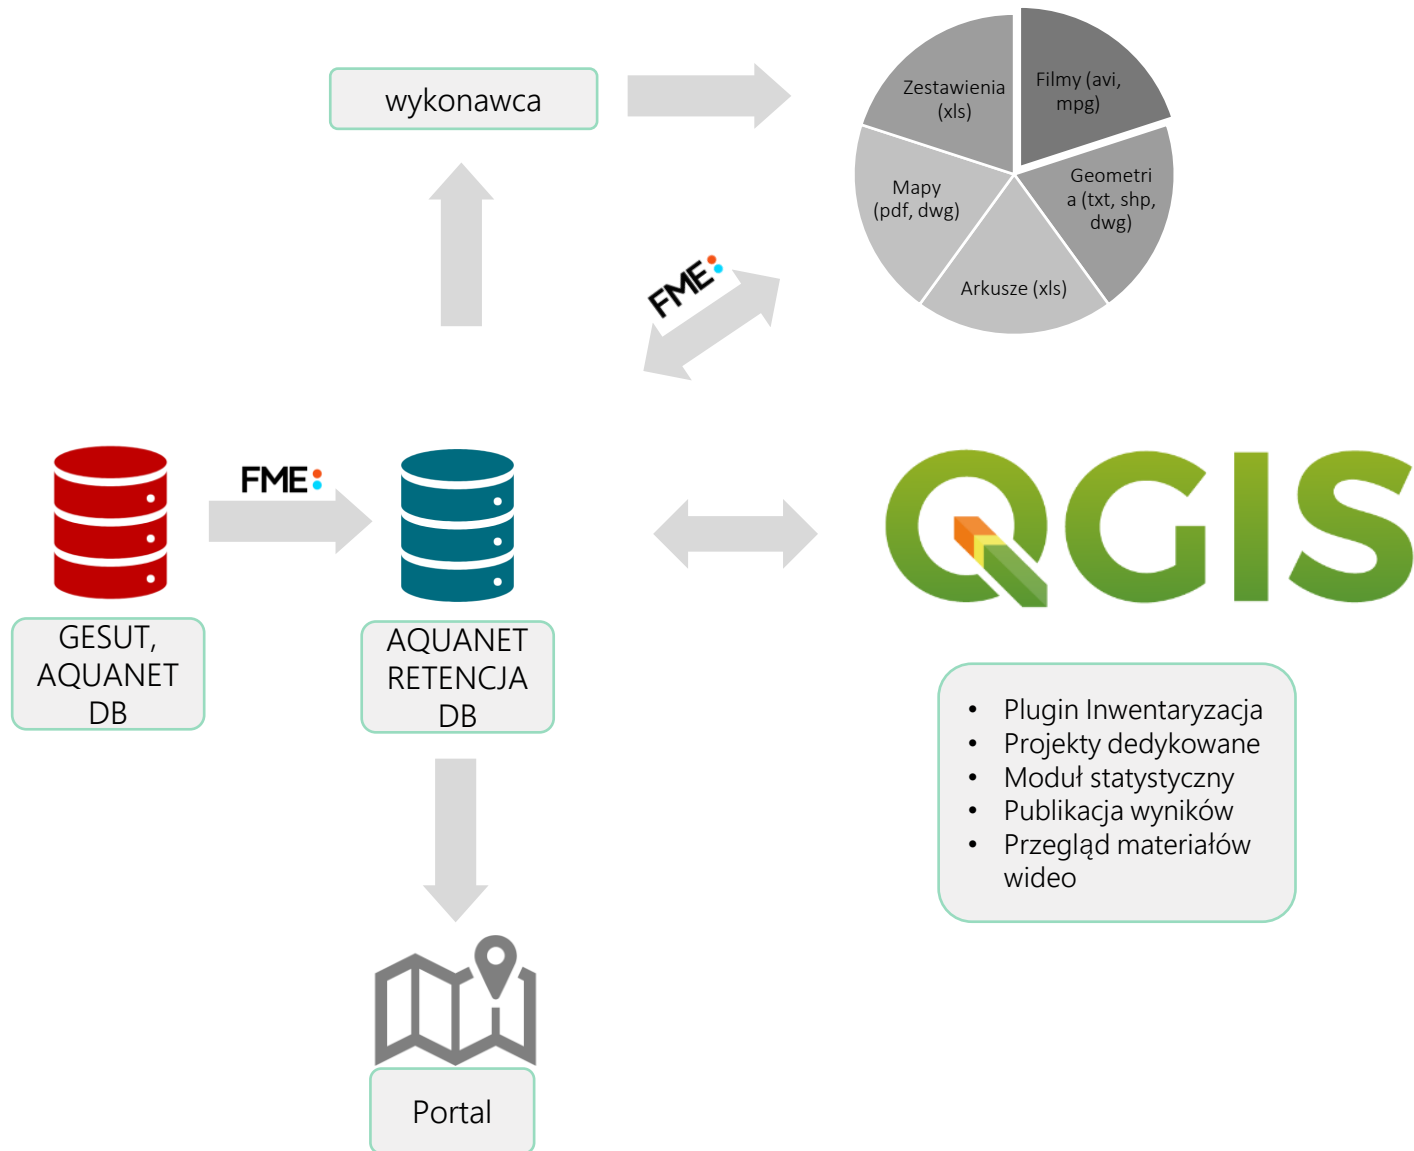 wykonawca
Zestawienia
(xls)
Filmy (avi,
mpg)
Mapy
(pdf, dwg)
Geometri
a (txt, shp,
dwg)
Arkusze (xls)
FME
FME
QGIS
GESUT,
AQUANET
DB
AQUANET
RETENCJA
DB
• Plugin Inwentaryzacja
• Projekty dedykowane
• Moduł statystyczny
• Publikacja wyników
• Przegląd materiałów
wideo
Portal